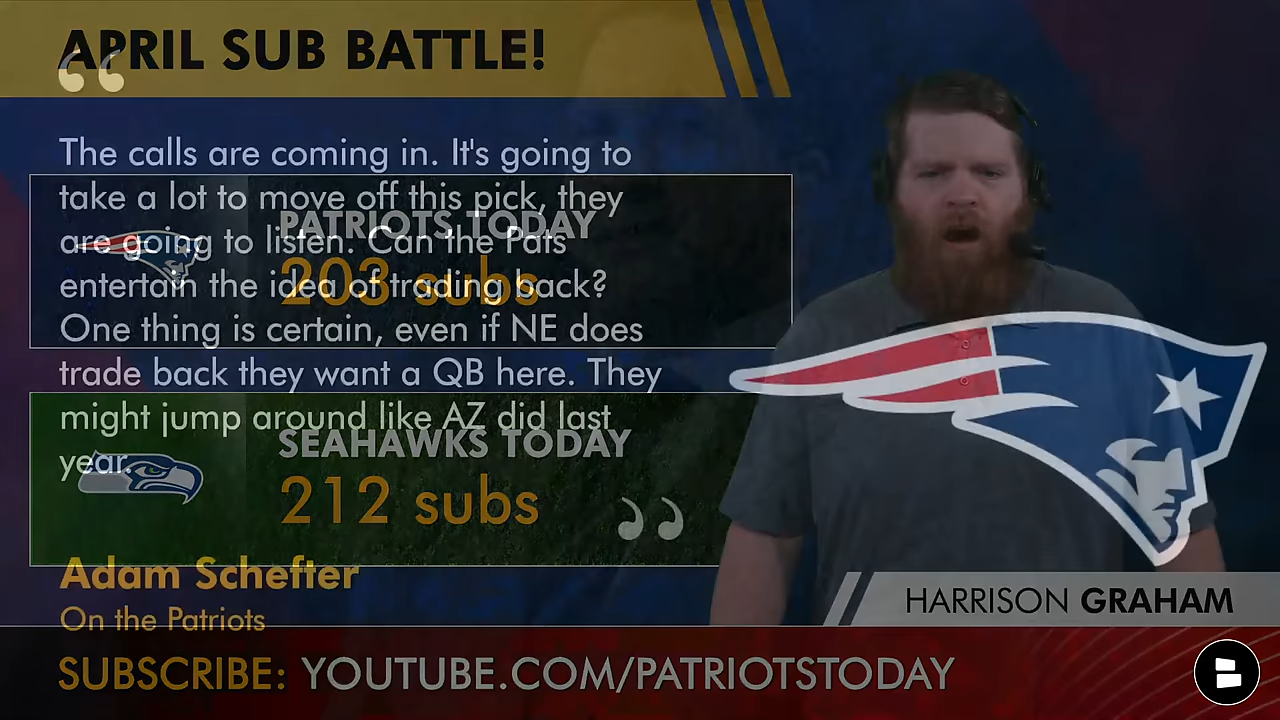 APRIL SUB BATTLE!
“
The calls are coming in. It's going to
take a lot to move off this pick, they
are going to listen. Can the Pats
entertain the idea of trading back?
One thing is certain, even if NE does
trade back they want a QB here. They
might jump around like AZ did last
year.
”
Adam Schefter
On the Patriots
PATRIOTS TODAY
203 subs
SEAHAWKS TODAY
212 subs
HARRISON GRAHAM
SUBSCRIBE: YOUTUBE.COM/PATRIOTSTODAY